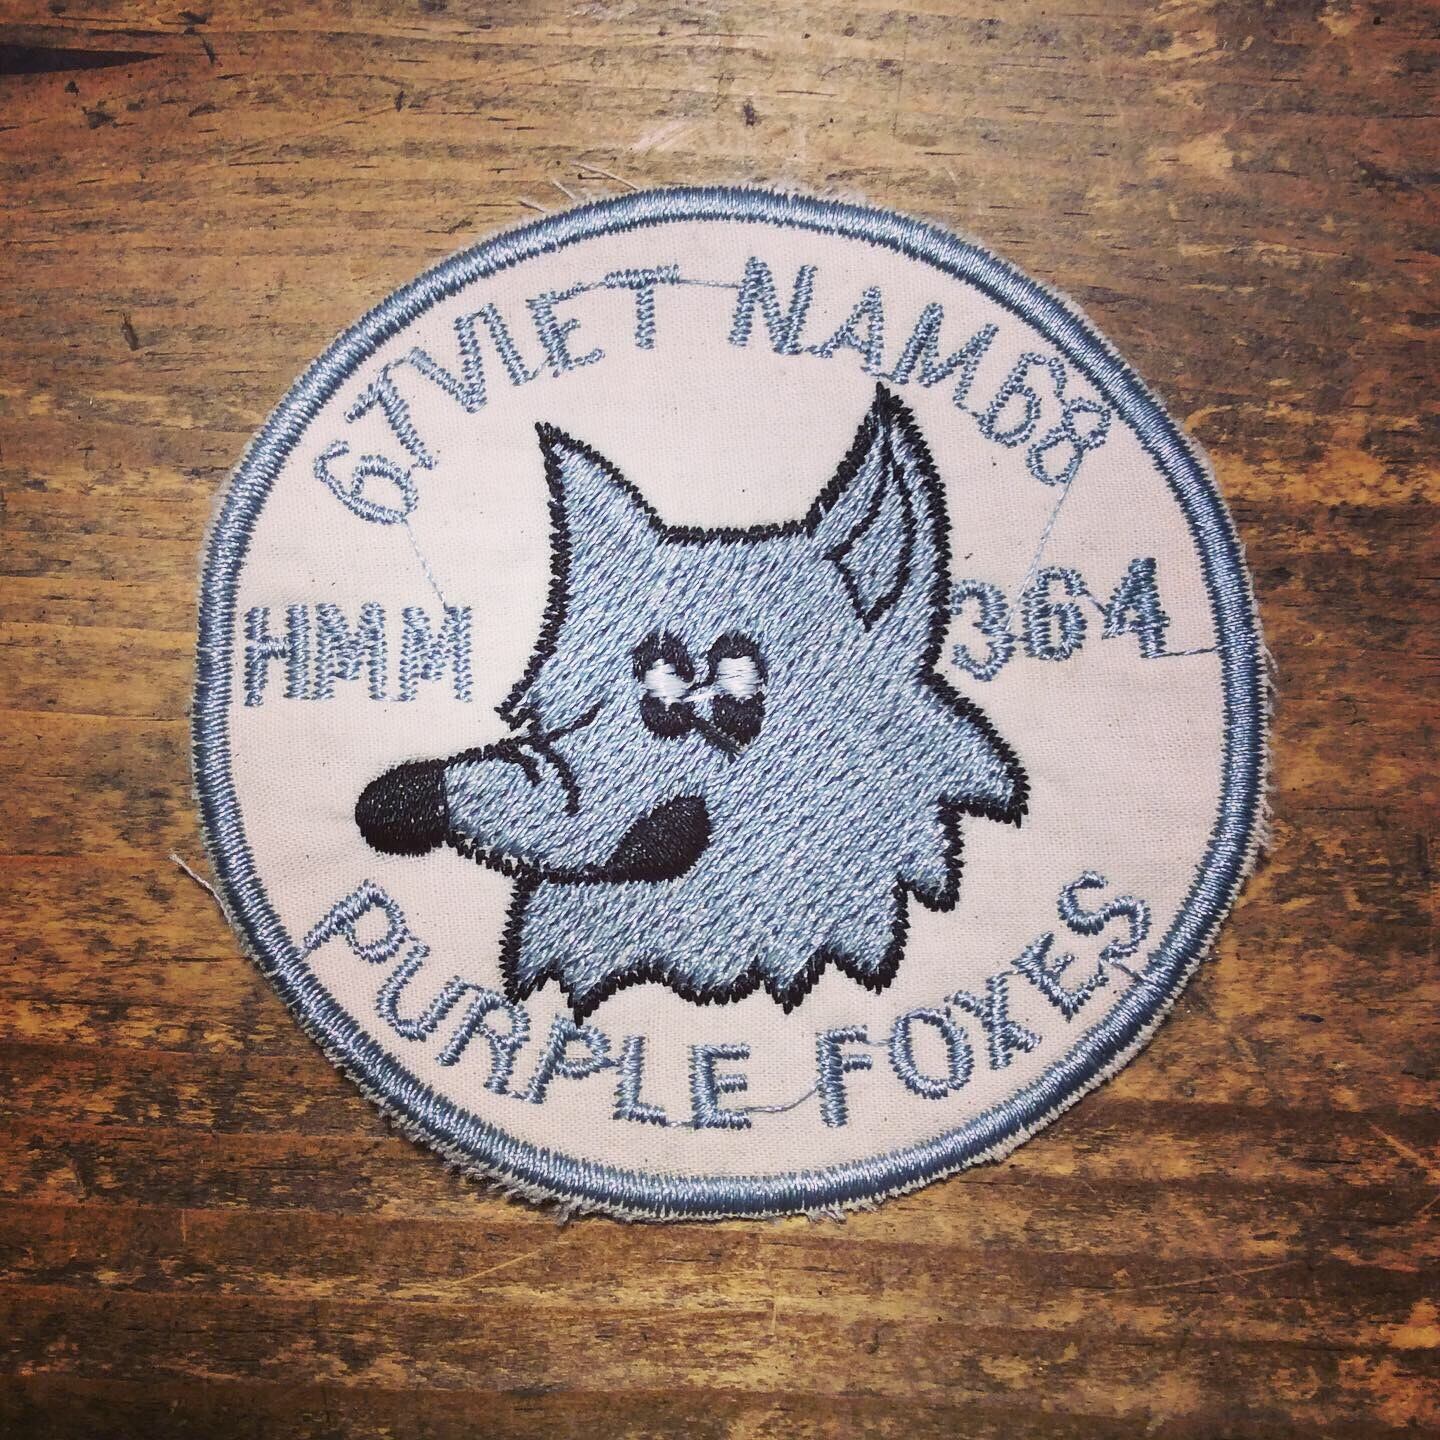 67 VIET NAM 68
HMM 364
PURPLE FOXES